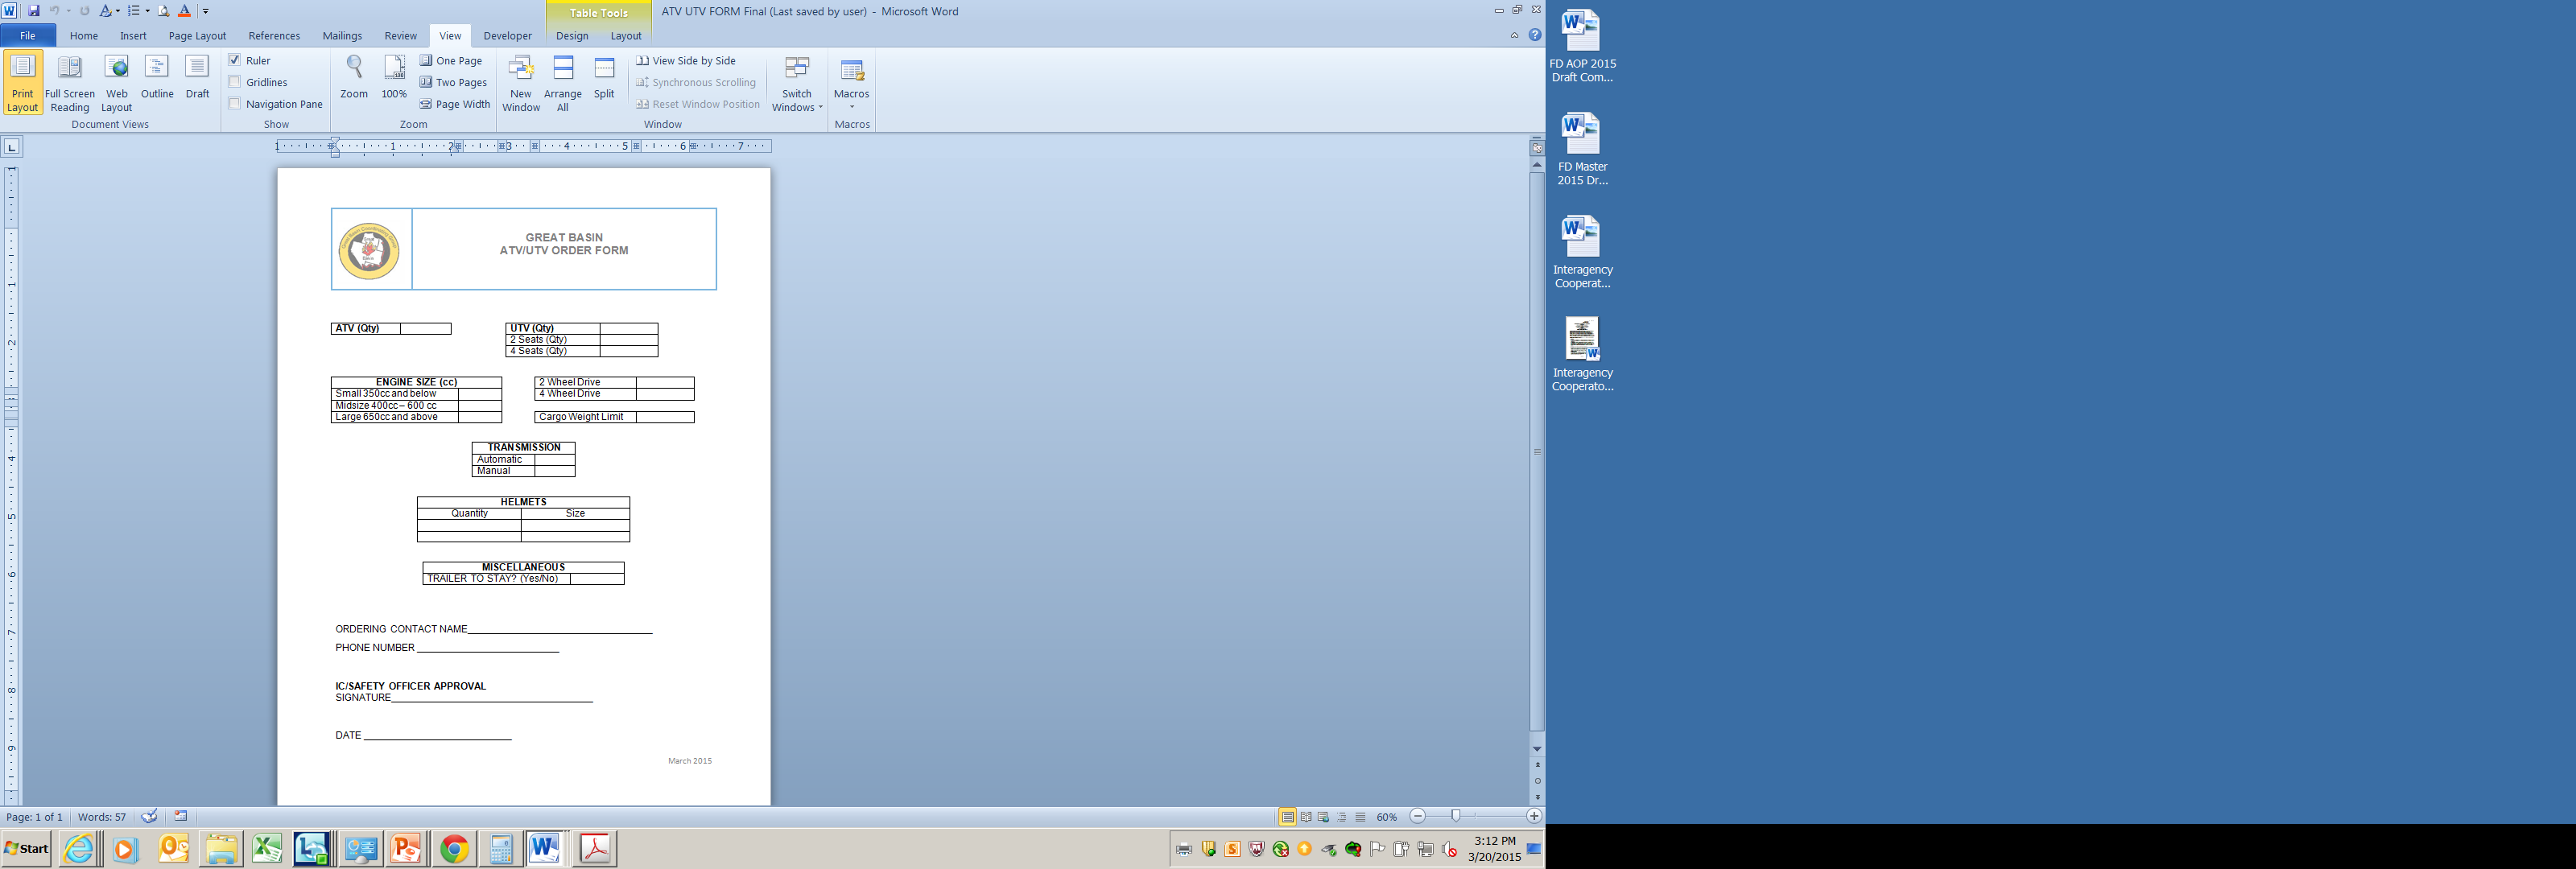 Table Tools
ATV UTV FORM Final (Last saved by user) - Microsoft Word
File Home Insert Page Layout References Mailings Review View Developer Design Layout
Print Layout
Full Screen Reading
Web Layout
Outline
Draft
Document Views
Ruler
Gridlines
Navigation Pane
Show
Zoom
100%
One Page
Two Pages
Page Width
Zoom
New Window
Arrange All
Split
View Side by Side
Synchronous Scrolling
Reset Window Position
Window
Switch Windows
Macros
Macros
1 1 2 3 4 5 6 7
GREAT BASIN
ATV/UTV ORDER FORM
ATV (Qty)
UTV (Qty)
2 Seats (Qty)
4 Seats (Qty)
ENGINE SIZE (cc)
Small 350cc and below
Midsize 400cc – 600 cc
Large 650cc and above
2 Wheel Drive
4 Wheel Drive
Cargo Weight Limit
TRANSMISSION
Automatic
Manual
HELMETS
Quantity Size
MISCELLANEOUS
TRAILER TO STAY? (Yes/No)
ORDERING CONTACT NAME
PHONE NUMBER
IC/SAFETY OFFICER APPROVAL
SIGNATURE
DATE
March 2015
Page: 1 of 1 Words: 57
60%
Start
3:12 PM
3/20/2015
FD AOP 2015
Draft Com...
FD Master
2015 Dr...
Interagency
Cooperat...
Interagency
Cooperato...